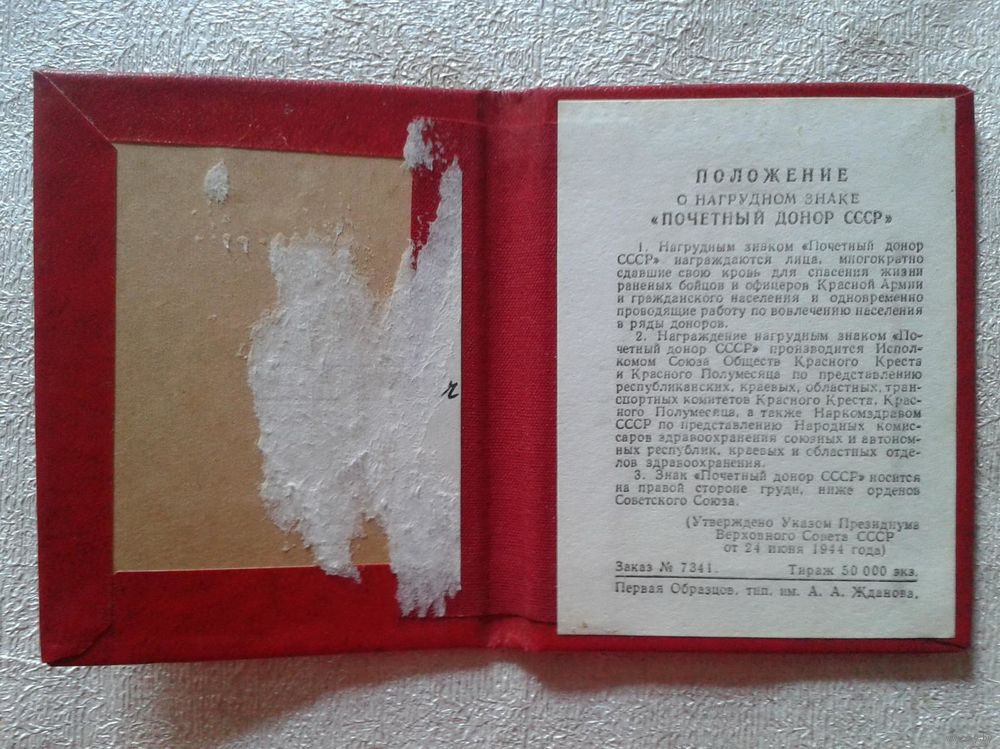 г
ПОЛОЖЕНИЕ
О НАГРУДНОМ ЗНАКЕ
«ПОЧЕТНЫЙ ДОНОР СССР»
1. Нагрудным знаком «Почетный донор
СССР» награждаются лица, многократно
сдавшие свою кровь для спасения жизни
раненых бойцов и офицеров Красной Армии
и гражданского населения и одновременно
проводящие работу по вовлечению населения
в ряды доноров.
2. Награждение нагрудным знаком «По-
четный донор СССР» производится Испол-
комом Союза Обществ Красного Креста
и Красного Полумесяца по представлению
республиканских, краевых, областных, тран-
спортных комитетов Красного Креста, Крас-
ного Полумесяца, а также Наркомздравом
СССР по представлению Народных комис-
саров здравоохранения союзных и автоном-
ных республик, краевых и областных отде-
лов здравоохранения.
3. Знак «Почетный донор СССР» носится
на правой стороне груди, ниже орденов
Советского Союза.
(Утверждено Указом Президиума
Верховного Совета СССР
от 24 июня 1944 года)
Заказ № 7341. Тираж 50 000 экз.
Первая Образцов. тип. им. А. А. Жданова.